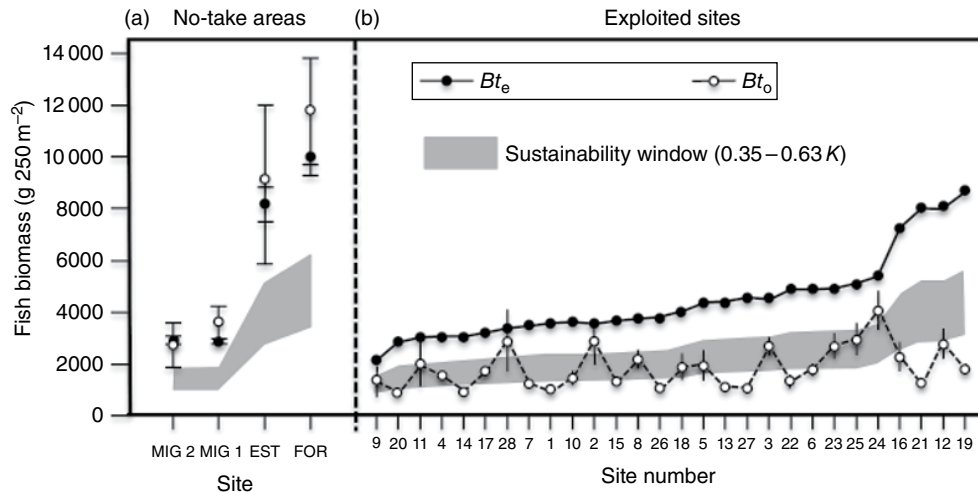 (a) No-take areas (b) Exploited sites
14 000
12 000
10 000
8000
6000
4000
2000
0
Fish biomass (g 250 m−2)
Bte Bto
Sustainability window (0.35−0.63 K)
MIG 2 MIG 1 EST FOR
Site
9 20 11 4 14 17 28 7 1 10 2 15 8 26 18 5 13 27 3 22 6 23 25 24 16 21 12 19
Site number